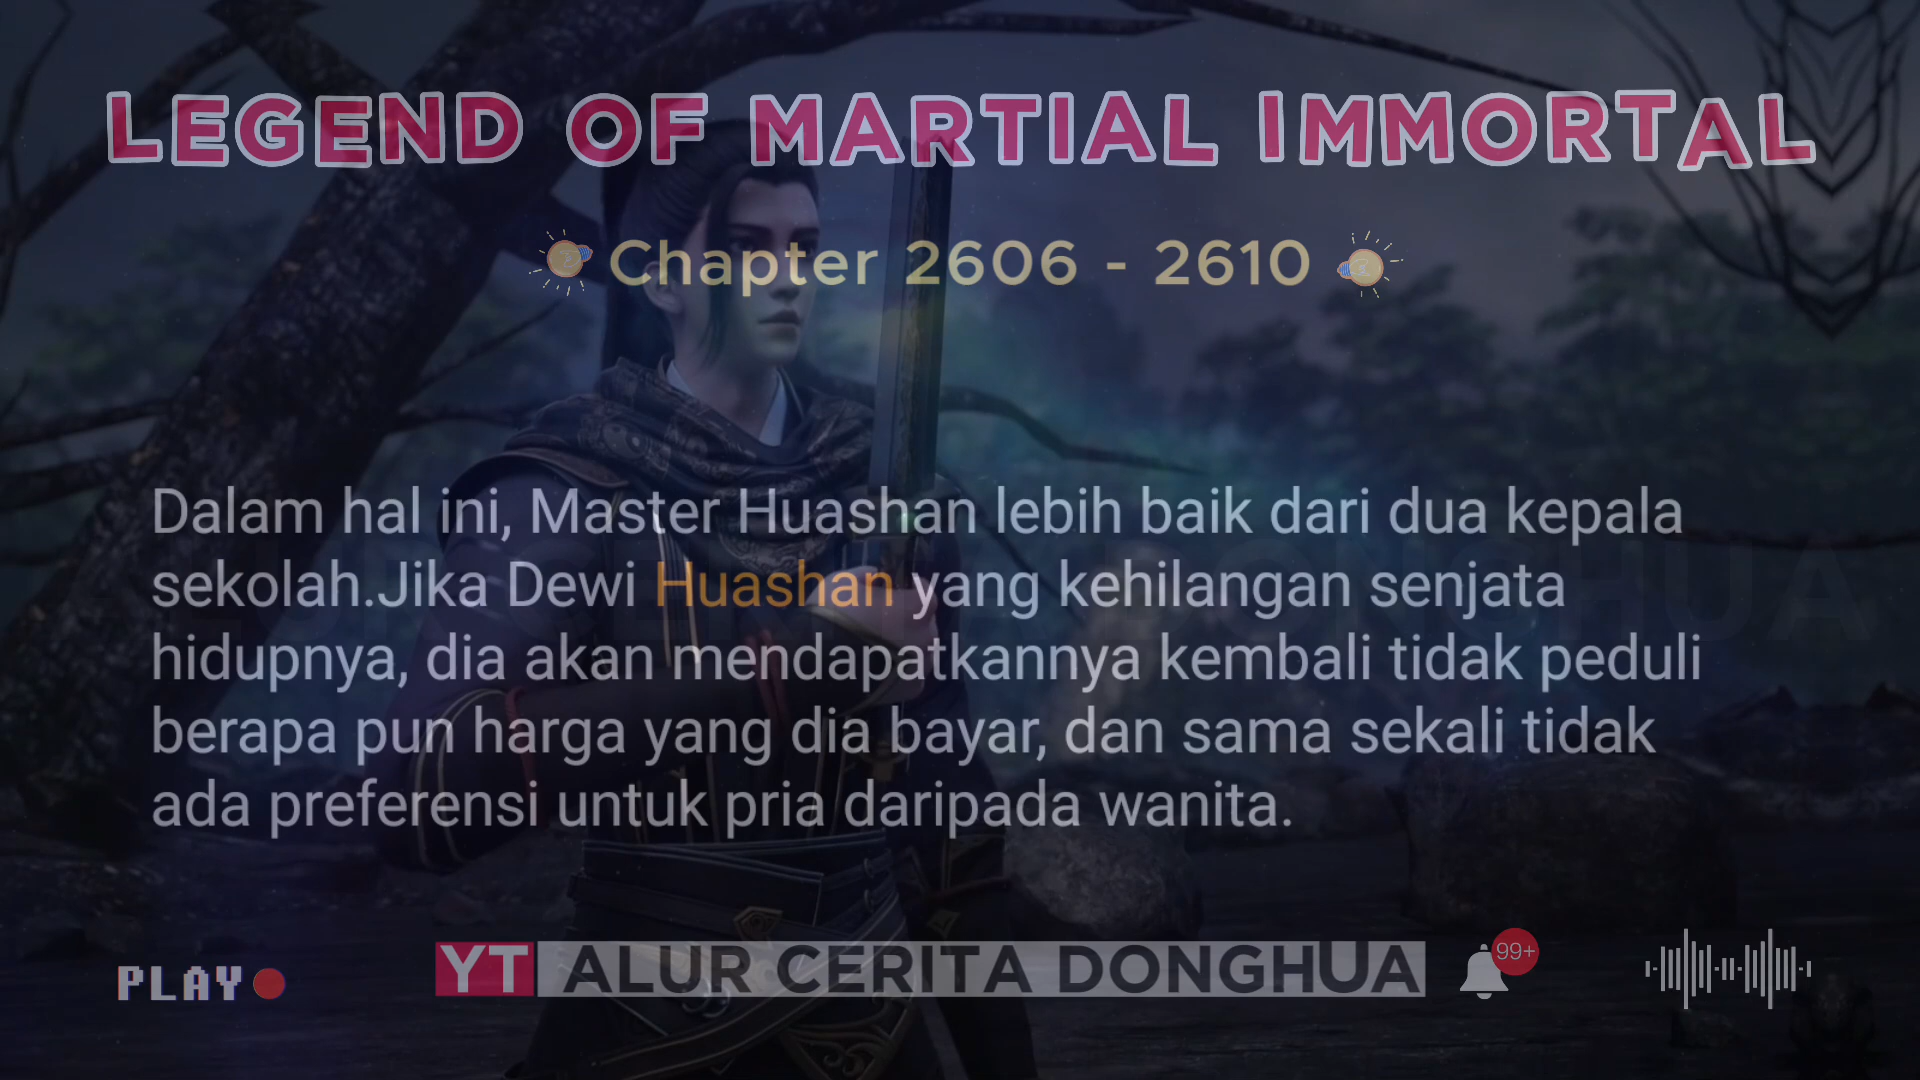 LEGEND OF MARTIAL IMMORTAL
Chapter 2606 - 2610
Dalam hal ini, Master Huashan lebih baik dari dua kepala
sekolah.Jika Dewi Huashan yang kehilangan senjata
hidupnya, dia akan mendapatkannya kembali tidak peduli
berapa pun harga yang dia bayar, dan sama sekali tidak
ada preferensi untuk pria daripada wanita.
PLAY
YT ALUR CERITA DONGHUA
99+